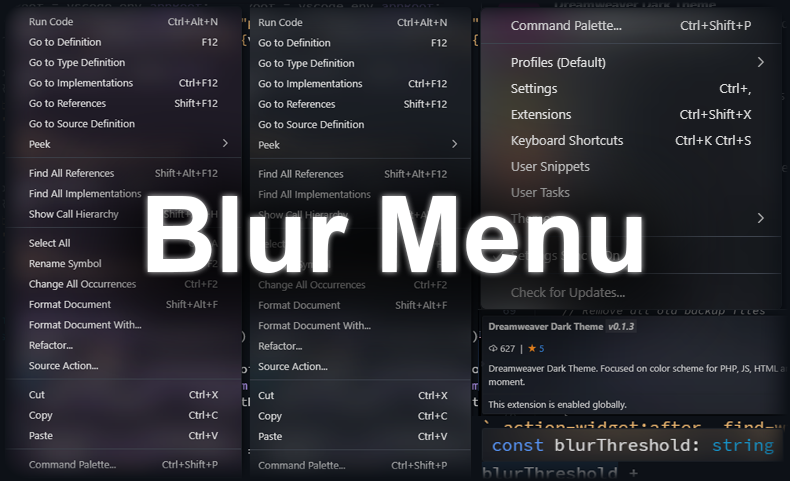 Run Code Ctrl+Alt+N
Go to Definition F12
Go to Type Definition
Go to Implementations Ctrl+F12
Go to References Shift+F12
Go to Source Definition
Peek
Find All References Shift+Alt+F12
Find All Implementations
Show Call Hierarchy
Select All
Rename Symbol
Change All Occurrences Ctrl+F2
Format Document Shift+Alt+F
Format Document With...
Refactor...
Source Action...
Cut Ctrl+X
Copy Ctrl+C
Paste Ctrl+V
Command Palette... Ctrl+Shift+P
Run Code Ctrl+Alt+N
Go to Definition F12
Go to Type Definition
Go to Implementations Ctrl+F12
Go to References Shift+F12
Go to Source Definition
Peek
Find All References Shift+Alt+F12
Find All Implementations
Show Call Hierarchy
Rename Symbol
Change All Occurrences Ctrl+F2
Format Document Shift+Alt+F
Format Document With...
Refactor...
Source Action...
Cut Ctrl+X
Copy Ctrl+C
Paste Ctrl+V
Command Palette... Ctrl+Shift+P
Command Palette... Ctrl+Shift+P
Profiles (Default)
Settings Ctrl+,
Extensions Ctrl+Shift+X
Keyboard Shortcuts Ctrl+K Ctrl+S
User Snippets
User Tasks
Check for Updates...
Blur Menu
// Remove all old backup files
Dreamweaver Dark Theme v0.1.3
627 | ★ 5
Dreamweaver Dark Theme. Focused on color scheme for PHP, JS, HTML
moment.
This extension is enabled globally.
const blurThreshold: string
blurThreshold +